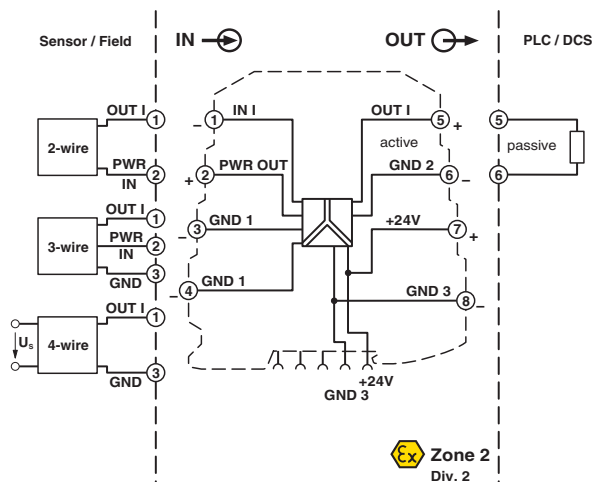 Sensor / Field
IN
OUT
PLC / DCS
OUT I
1
2-wire
PWR
IN
2
OUT I
1
3-wire
PWR
IN
2
GND
3
OUT I
1
Us
4-wire
GND
3
1
−
IN I
2
+
PWR OUT
3
−
GND 1
4
−
GND 1
OUT I
5
+
active
GND 2
6
−
+24V
7
+
GND 3
8
−
+24V
GND 3
5
passive
6
Ex
Zone 2
Div. 2